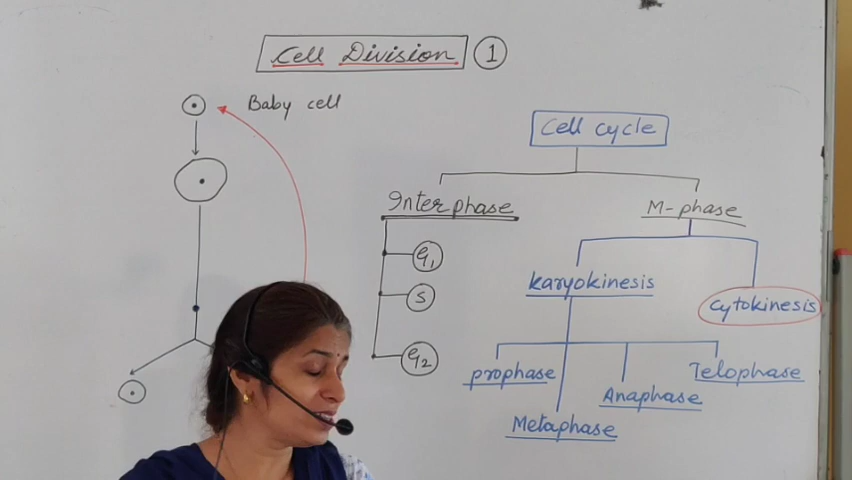 Cell Division 1
Baby cell
Cell cycle
Interphase
M-phase
G1
S
G2
karyokinesis
cytokinesis
prophase
Metaphase
Anaphase
Telophase